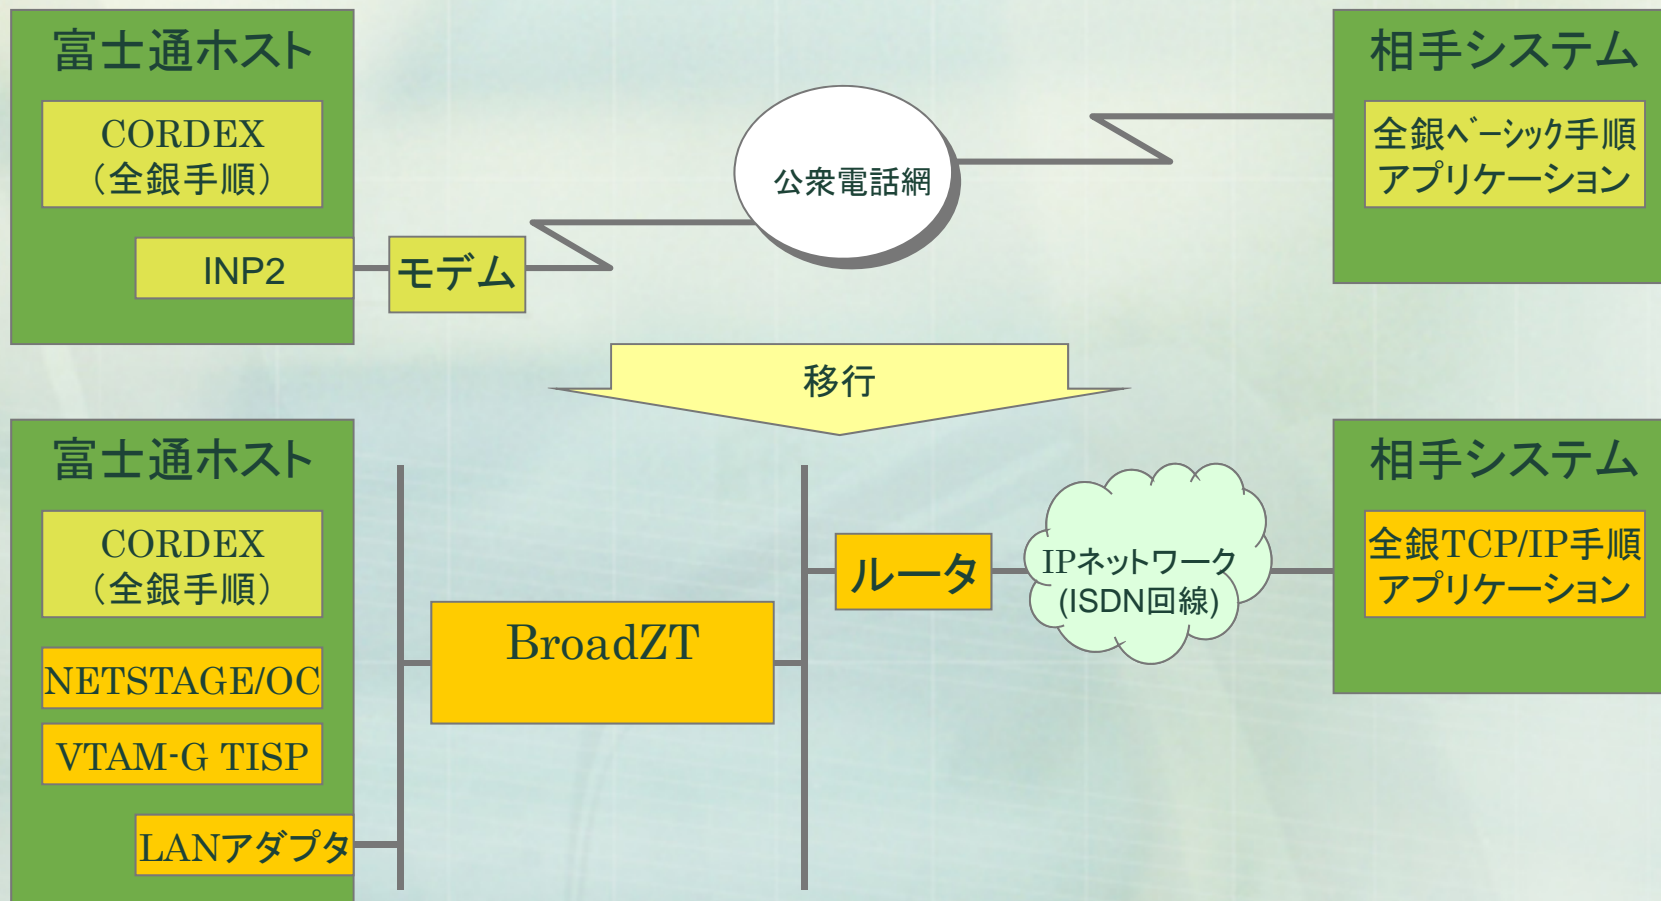 富士通ホスト
CORDEX
（全銀手順）
INP2
モデム
公衆電話網
相手システム
全銀ﾍﾞｰｼｯｸ手順
アプリケーション
移行
富士通ホスト
CORDEX
（全銀手順）
NETSTAGE/OC
VTAM-G TISP
LANアダプタ
BroadZT
ルータ
IPネットワーク
(ISDN回線)
相手システム
全銀TCP/IP手順
アプリケーション